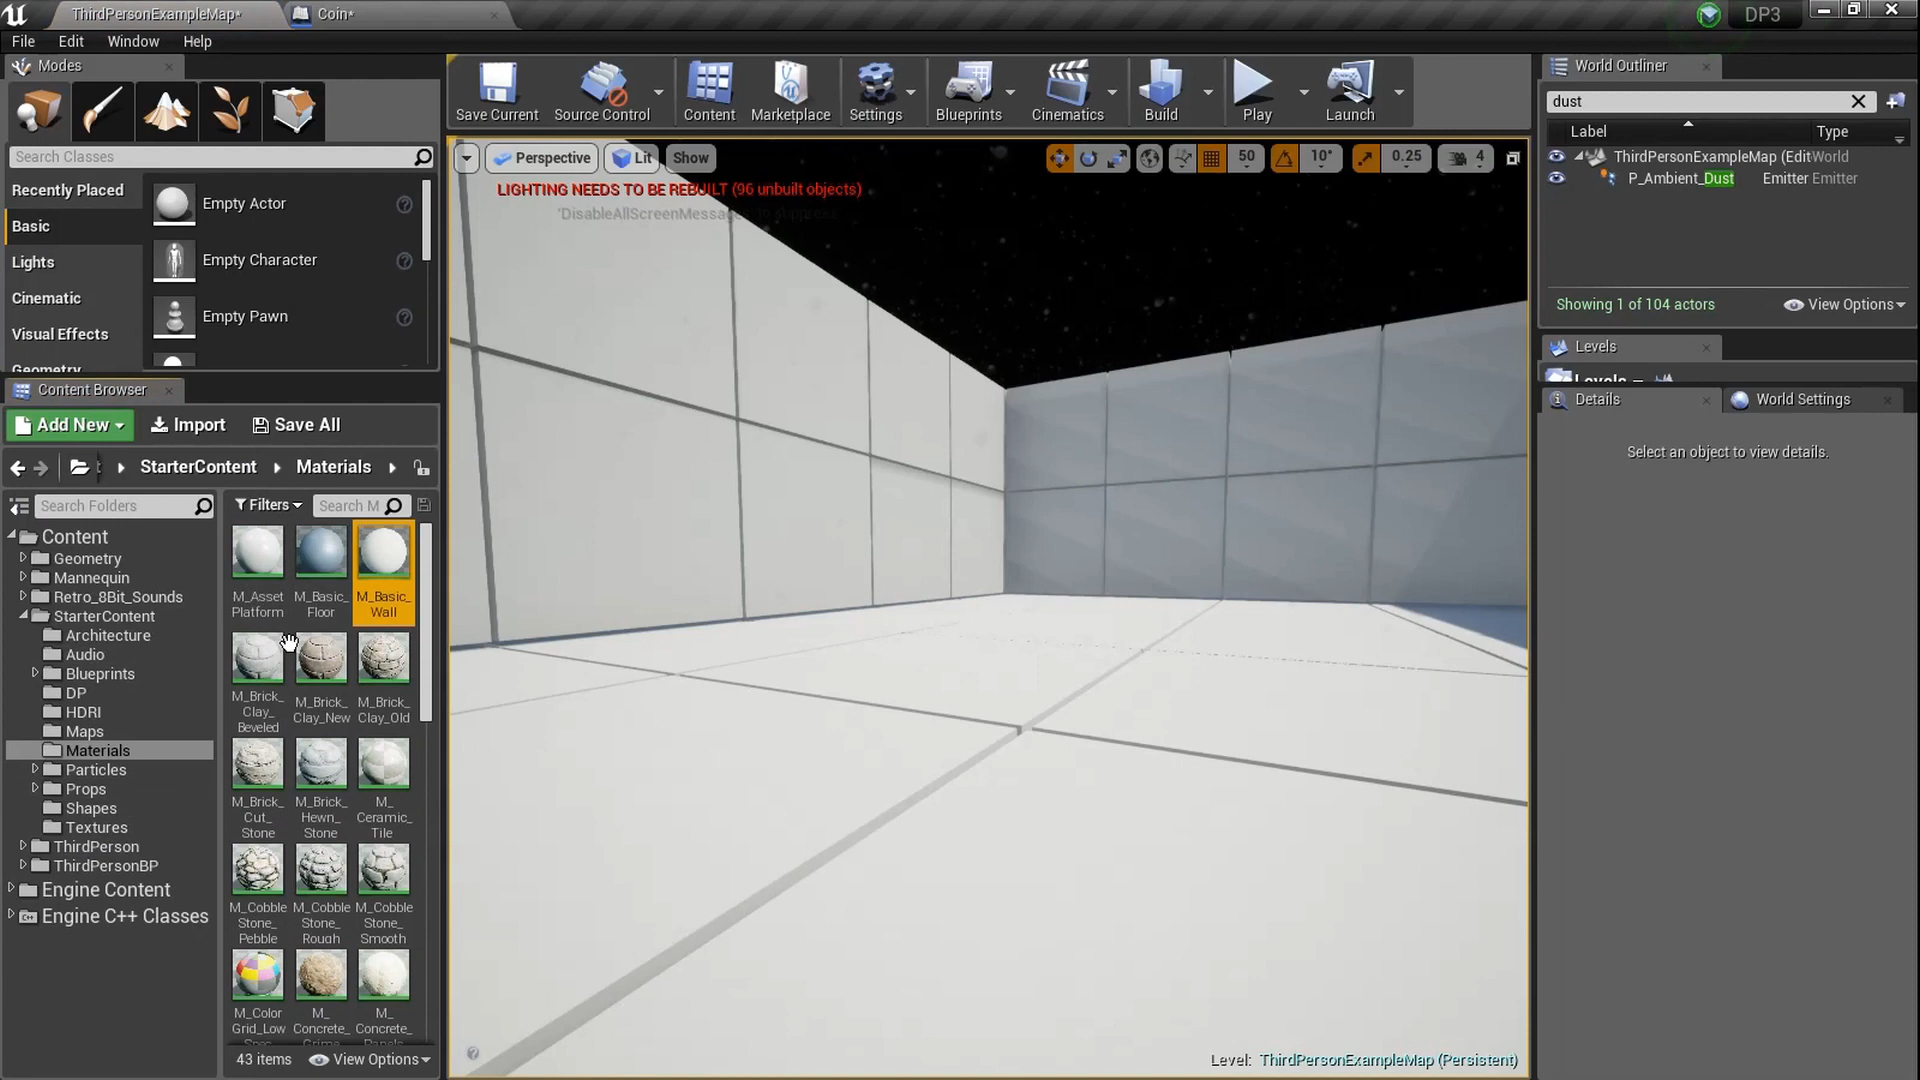 ThirdPersonExampleMap*
Coin*
DP3
File Edit Window Help
Modes
Search Classes
Recently Placed
Basic
Lights
Cinematic
Visual Effects
Geometry
Empty Actor
Empty Character
Empty Pawn
Save Current
Source Control
Content
Marketplace
Settings
Blueprints
Cinematics
Build
Play
Launch
Perspective
Lit
Show
50
10°
0.25
4
LIGHTING NEEDS TO BE REBUILT (96 unbuilt objects)
'DisableAllScreenMessages' to suppress
Level: ThirdPersonExampleMap (Persistent)
World Outliner
dust
Label Type
ThirdPersonExampleMap (Edit World
P_Ambient_Dust Emitter Emitter
Showing 1 of 104 actors
View Options
Levels
Levels
Details
World Settings
Select an object to view details.
Content Browser
Add New
Import
Save All
StarterContent
Materials
Search Folders
Filters
Search M
Content
Geometry
Mannequin
Retro_8Bit_Sounds
StarterContent
Architecture
Audio
Blueprints
DP
HDRI
Maps
Materials
Particles
Props
Shapes
Textures
ThirdPerson
ThirdPersonBP
Engine Content
Engine C++ Classes
M_Asset
Platform
M_Basic_
Floor
M_Basic_
Wall
M_Brick_
Clay_
Beveled
M_Brick_
Clay_New
M_Brick_
Clay_Old
M_Brick_
Cut_
Stone
M_Brick_
Hewn_
Stone
M_
Ceramic_
Tile
M_Cobble
Stone_
Pebble
M_Cobble
Stone_
Rough
M_Cobble
Stone_
Smooth
M_Color
Grid_Low
M_
Concrete_
M_
Concrete_
43 items
View Options